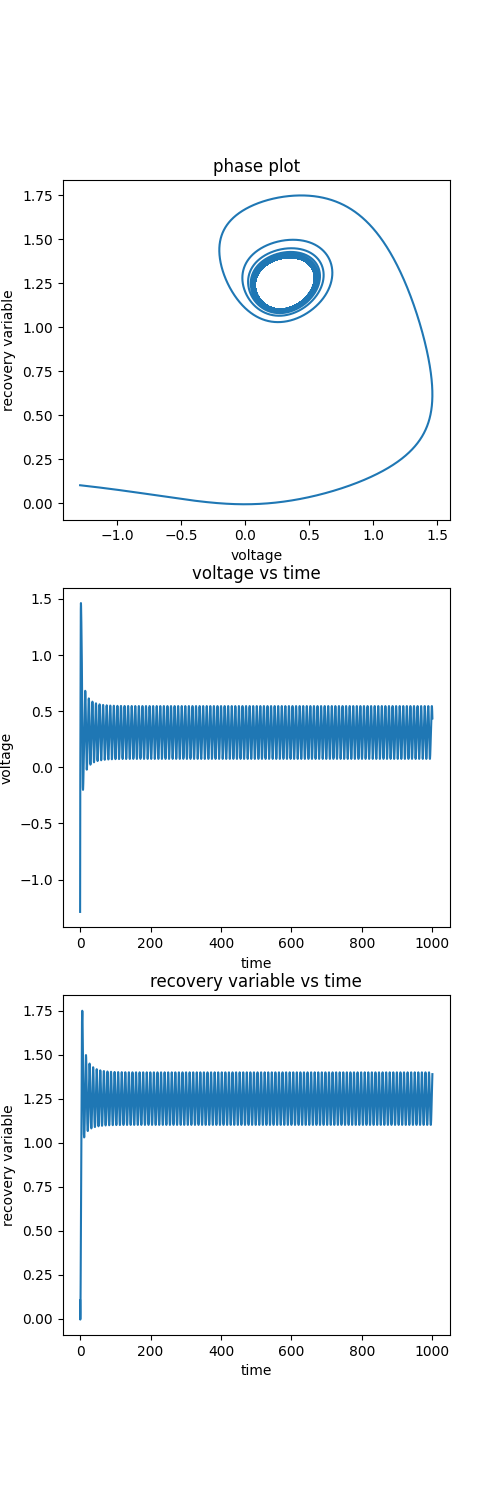 phase plot
1.75
1.50
1.25
1.00
0.75
0.50
0.25
0.00
recovery variable
−1.0 −0.5 0.0 0.5 1.0 1.5
voltage
voltage vs time
1.5
1.0
0.5
0.0
−0.5
−1.0
voltage
0 200 400 600 800 1000
time
recovery variable vs time
1.75
1.50
1.25
1.00
0.75
0.50
0.25
0.00
recovery variable
0 200 400 600 800 1000
time